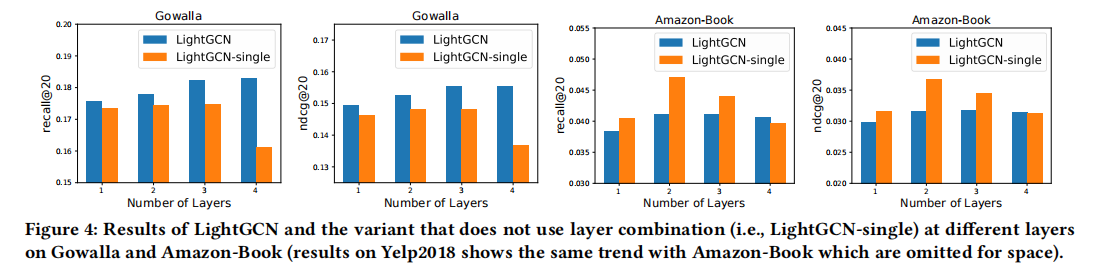 Gowalla
0.20
0.19
0.18
0.17
0.16
0.15
recall@20
LightGCN
LightGCN-single
1 2 3 4
Number of Layers
Gowalla
0.17
0.16
0.15
0.14
0.13
ndcg@20
LightGCN
LightGCN-single
1 2 3 4
Number of Layers
Amazon-Book
0.055
0.050
0.045
0.040
0.035
0.030
recall@20
LightGCN
LightGCN-single
1 2 3 4
Number of Layers
Amazon-Book
0.045
0.040
0.035
0.030
0.025
0.020
ndcg@20
LightGCN
LightGCN-single
1 2 3 4
Number of Layers
Figure 4: Results of LightGCN and the variant that does not use layer combination (i.e., LightGCN-single) at different layers
on Gowalla and Amazon-Book (results on Yelp2018 shows the same trend with Amazon-Book which are omitted for space).